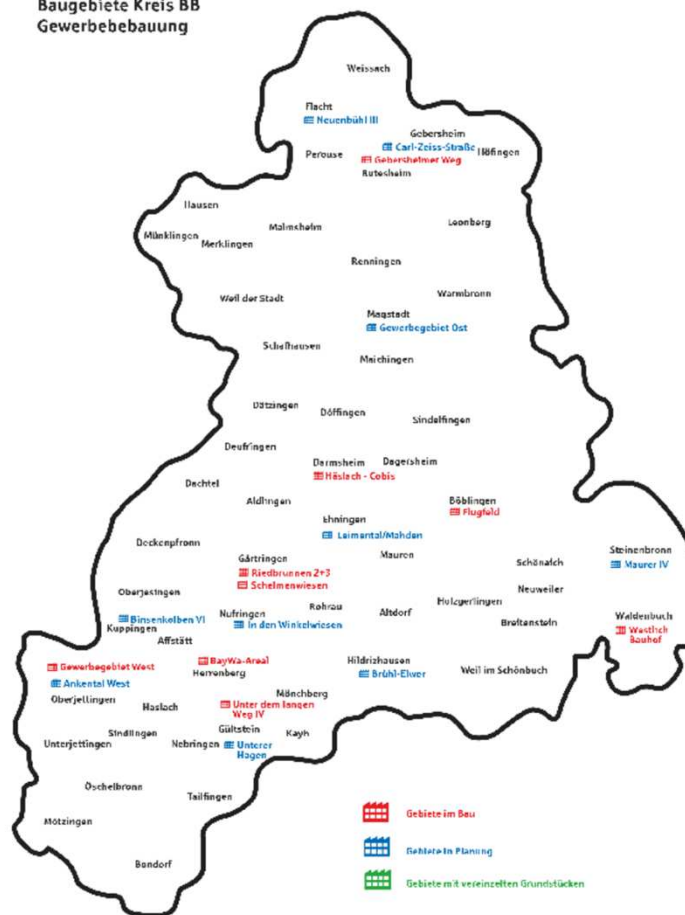 Baugebiete Kreis BB
Gewerbebebauung
Weissach
Flacht
Neuenbühl III
Gebersheim
Carl-Zeiss-Straße
Höfingen
Perouse
Gebersheimer Weg
Rutesheim
Hausen
Malmsheim
Leonberg
Münklingen
Merklingen
Renningen
Weil der Stadt
Warmbronn
Magstadt
Gewerbegebiet Ost
Schafhausen
Maichingen
Dätzingen
Döffingen
Sindelfingen
Deufringen
Darmsheim
Dagersheim
Häslach - Cobis
Dachtel
Aidlingen
Böblingen
Flugfeld
Ehningen
Leimental/Mahden
Deckenpfronn
Mauren
Steinenbronn
Maurer IV
Gärtringen
Riedbrunnen 2+3
Schelmenwiesen
Schönaich
Neuweiler
Oberjesingen
Binsenkolben VI
Kuppingen
Affstätt
Nufringen
In den Winkelwiesen
Rohrau
Altdorf
Holzgerlingen
Breitenstein
Waldenbuch
Westlich
Bauhof
Gewerbegebiet West
Ankental West
Oberjettingen
BayWa-Areal
Herrenberg
Hildrizhausen
Brühl-Eiwer
Weil im Schönbuch
Haslach
Mönchberg
Unter dem langen
Weg IV
Sindlingen
Unterjettingen
Nebringen
Gültstein
Unterer
Hagen
Kayh
Öschelbronn
Tailfingen
Mötzingen
Bondorf
Gebiete im Bau
Gebiete in Planung
Gebiete mit vereinzelten Grundstücken